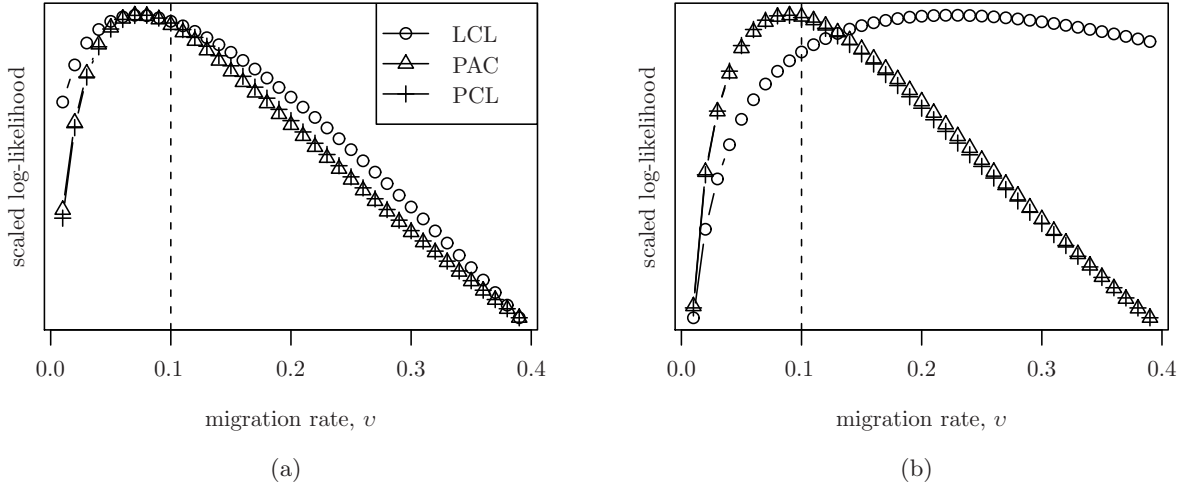 LCL
PAC
PCL
scaled log-likelihood
0.0 0.1 0.2 0.3 0.4
migration rate, υ
(a)
scaled log-likelihood
0.0 0.1 0.2 0.3 0.4
migration rate, υ
(b)